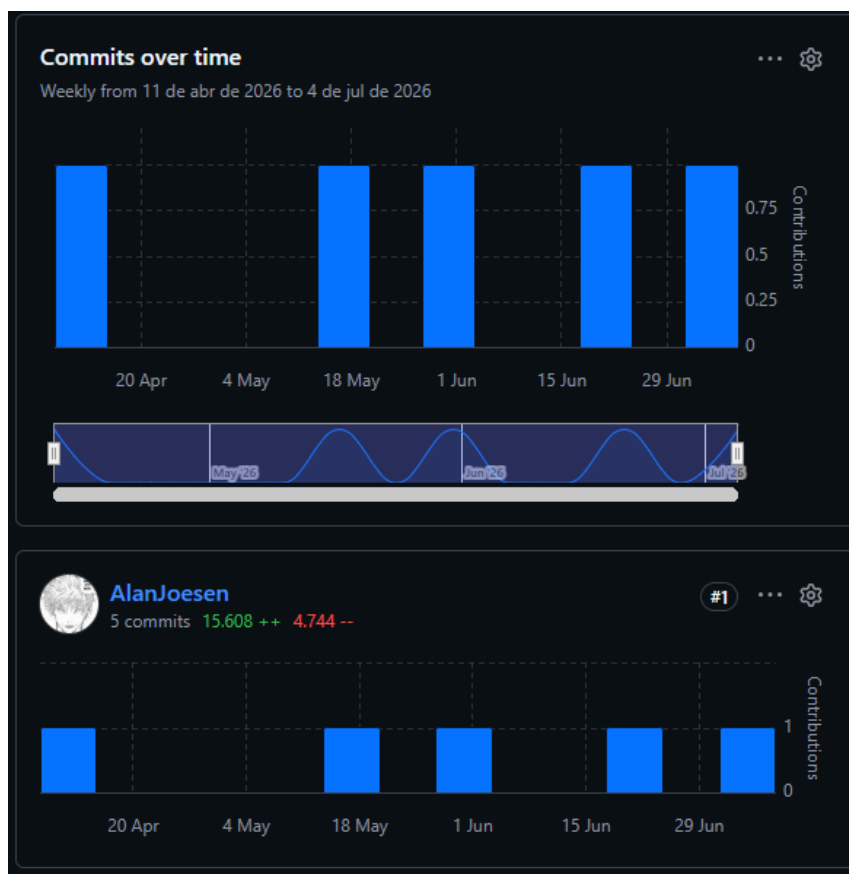 Commits over time
Weekly from 11 de abr de 2026 to 4 de jul de 2026
0.75
0.5
0.25
0
Contributions
20 Apr 4 May 18 May 1 Jun 15 Jun 29 Jun
May '26 Jun '26 Jul '26
AlanJoesen
#1
5 commits 15.608 ++ 4.744 --
1
0
Contributions
20 Apr 4 May 18 May 1 Jun 15 Jun 29 Jun